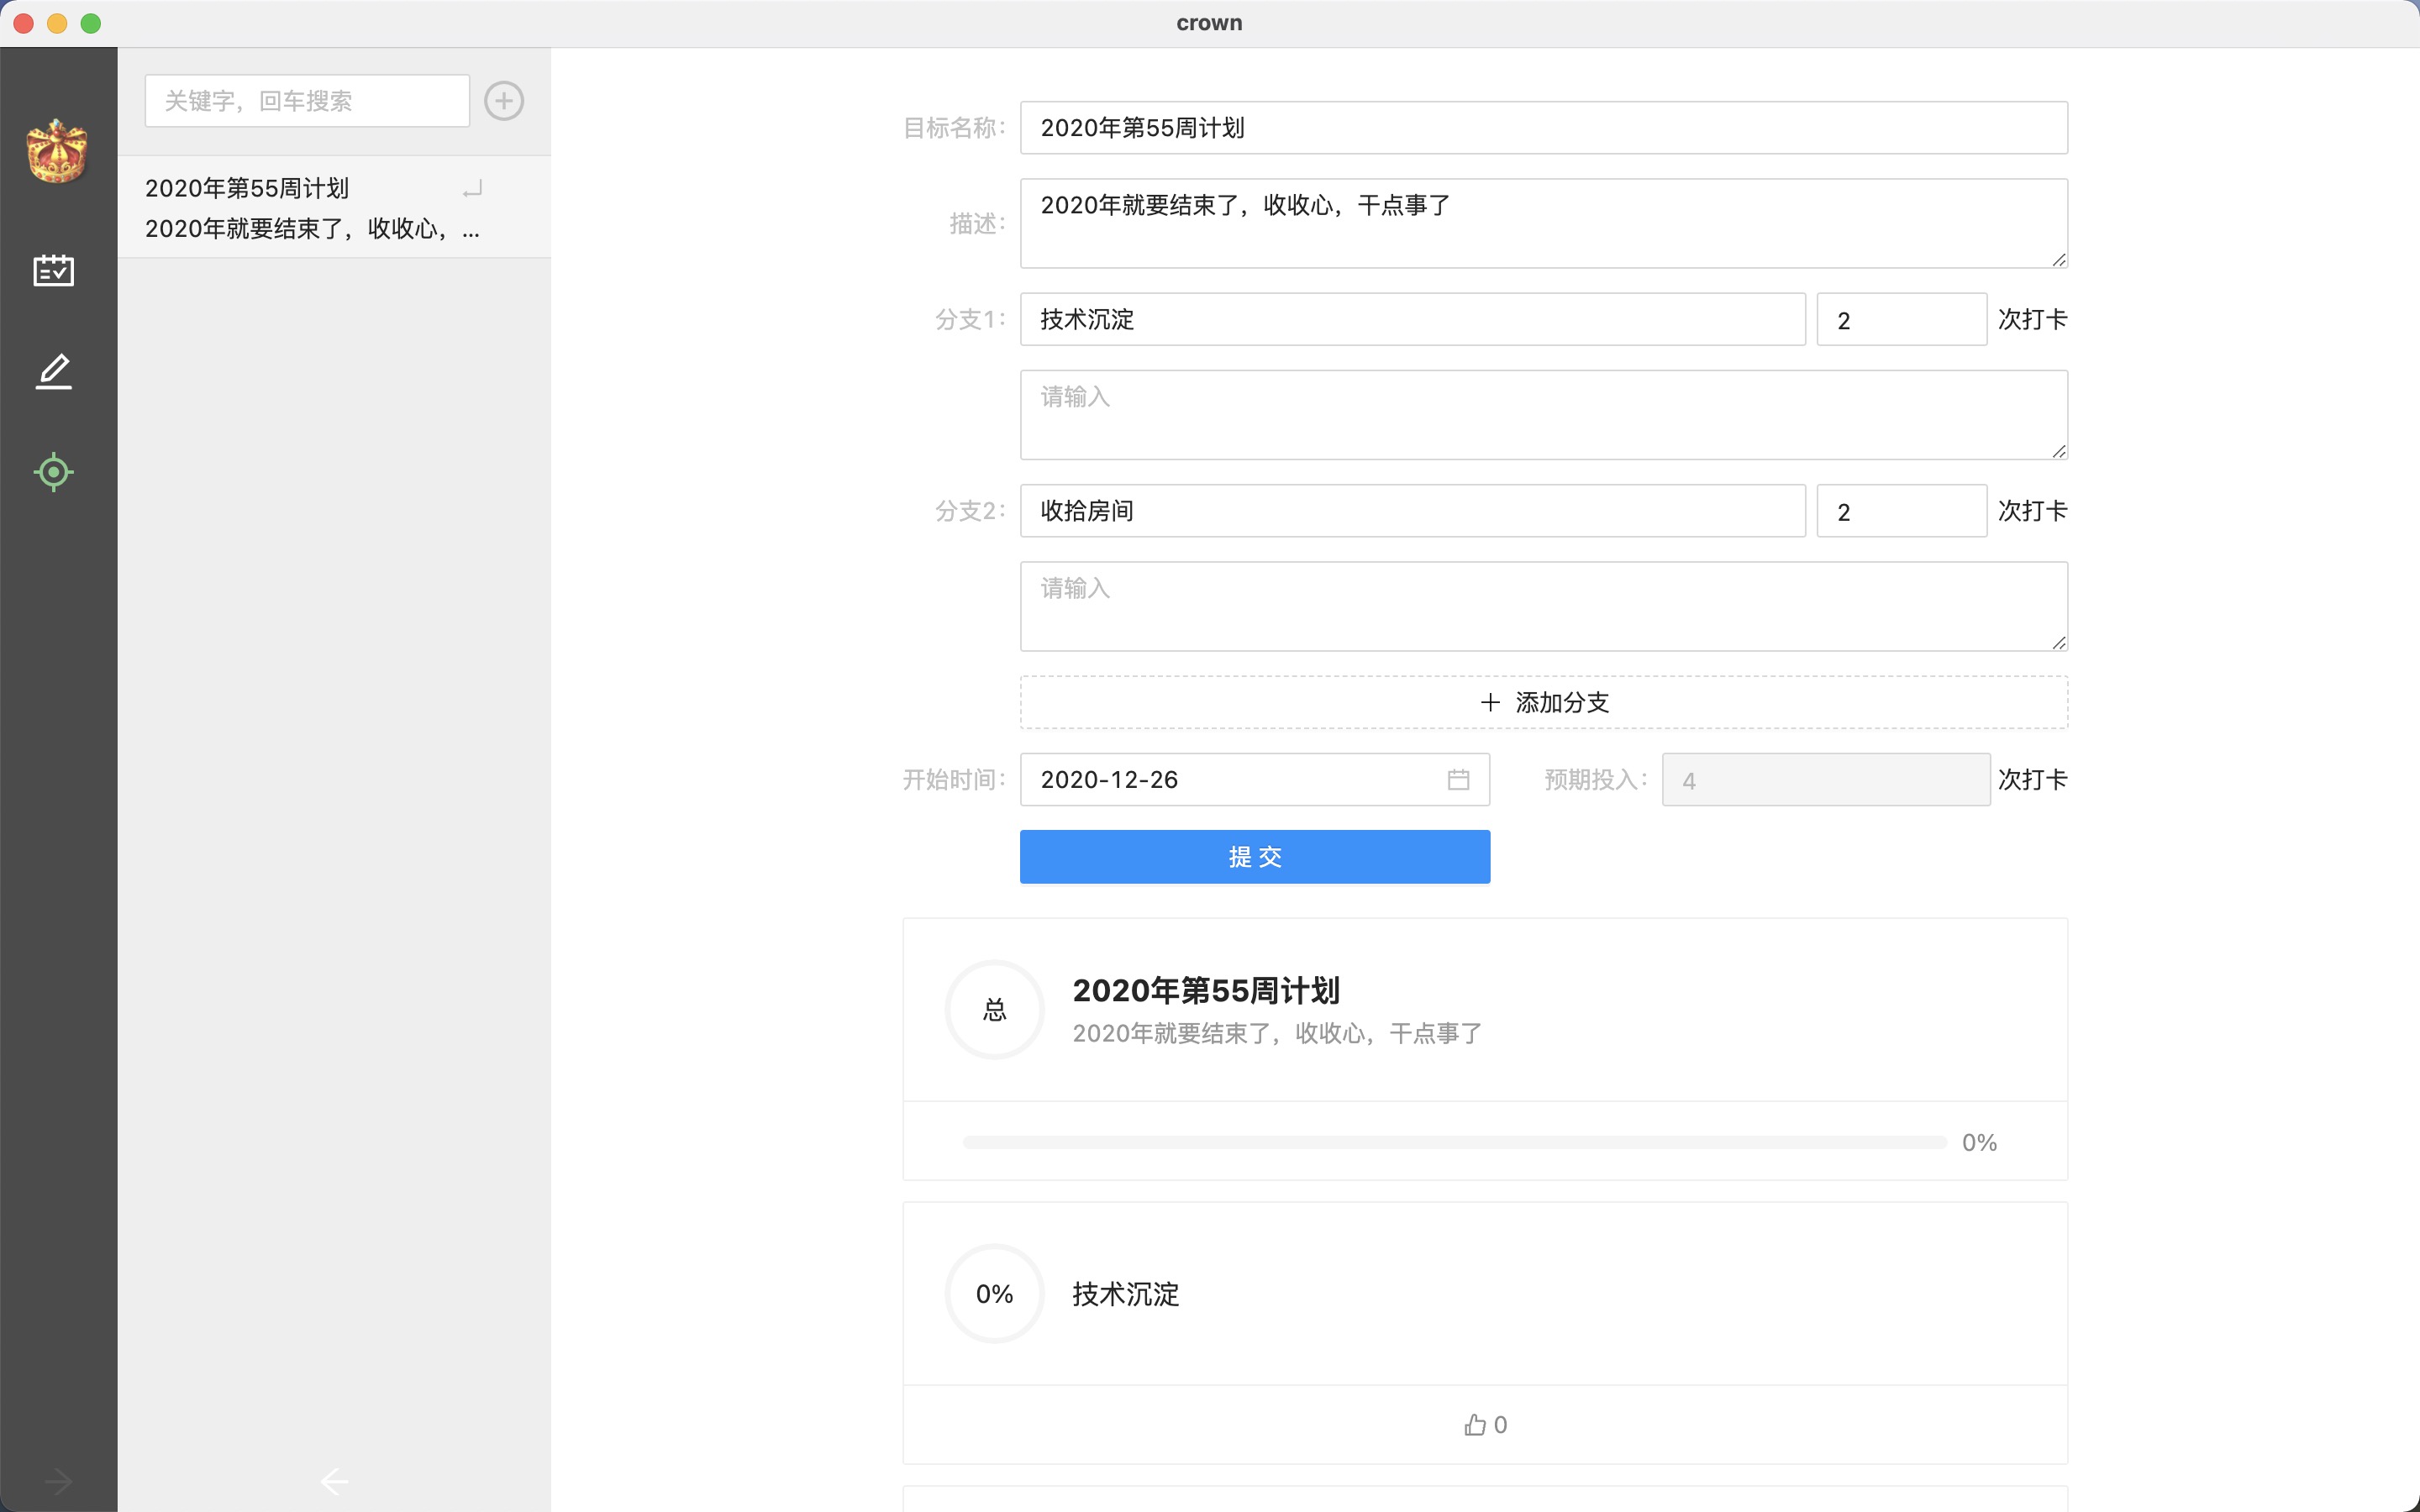 crown
关键字，回车搜索
2020年第55周计划
2020年就要结束了，收收心，...
目标名称：
2020年第55周计划
描述：
2020年就要结束了，收收心，干点事了
分支1：
技术沉淀
2
次打卡
请输入
分支2：
收拾房间
2
次打卡
请输入
添加分支
开始时间：
2020-12-26
预期投入：
4
次打卡
提 交
总
2020年第55周计划
2020年就要结束了，收收心，干点事了
0%
0%
技术沉淀
0